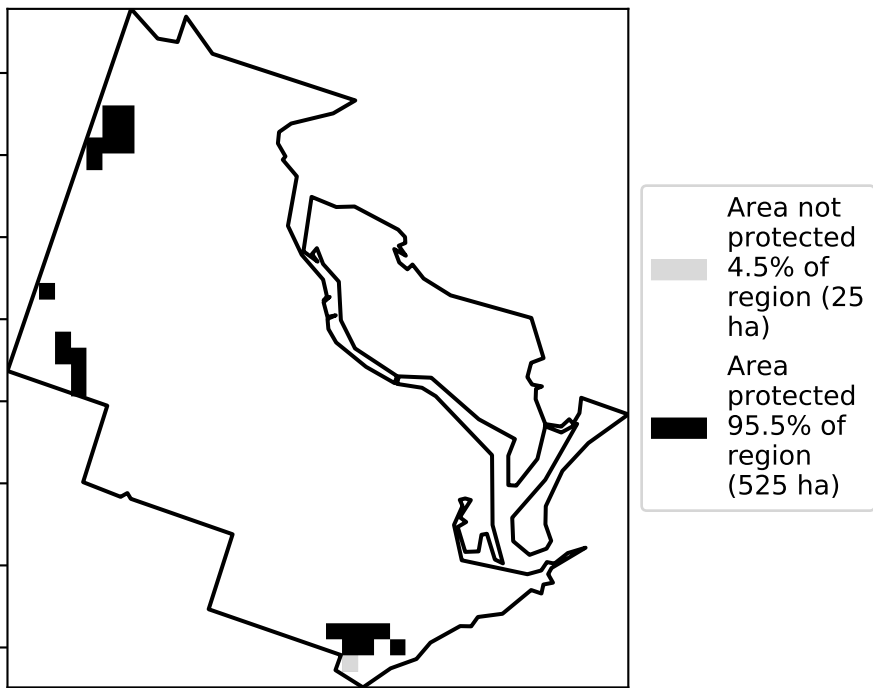 Area not
protected
4.5% of
region (25
ha)
Area
protected
95.5% of
region
(525 ha)